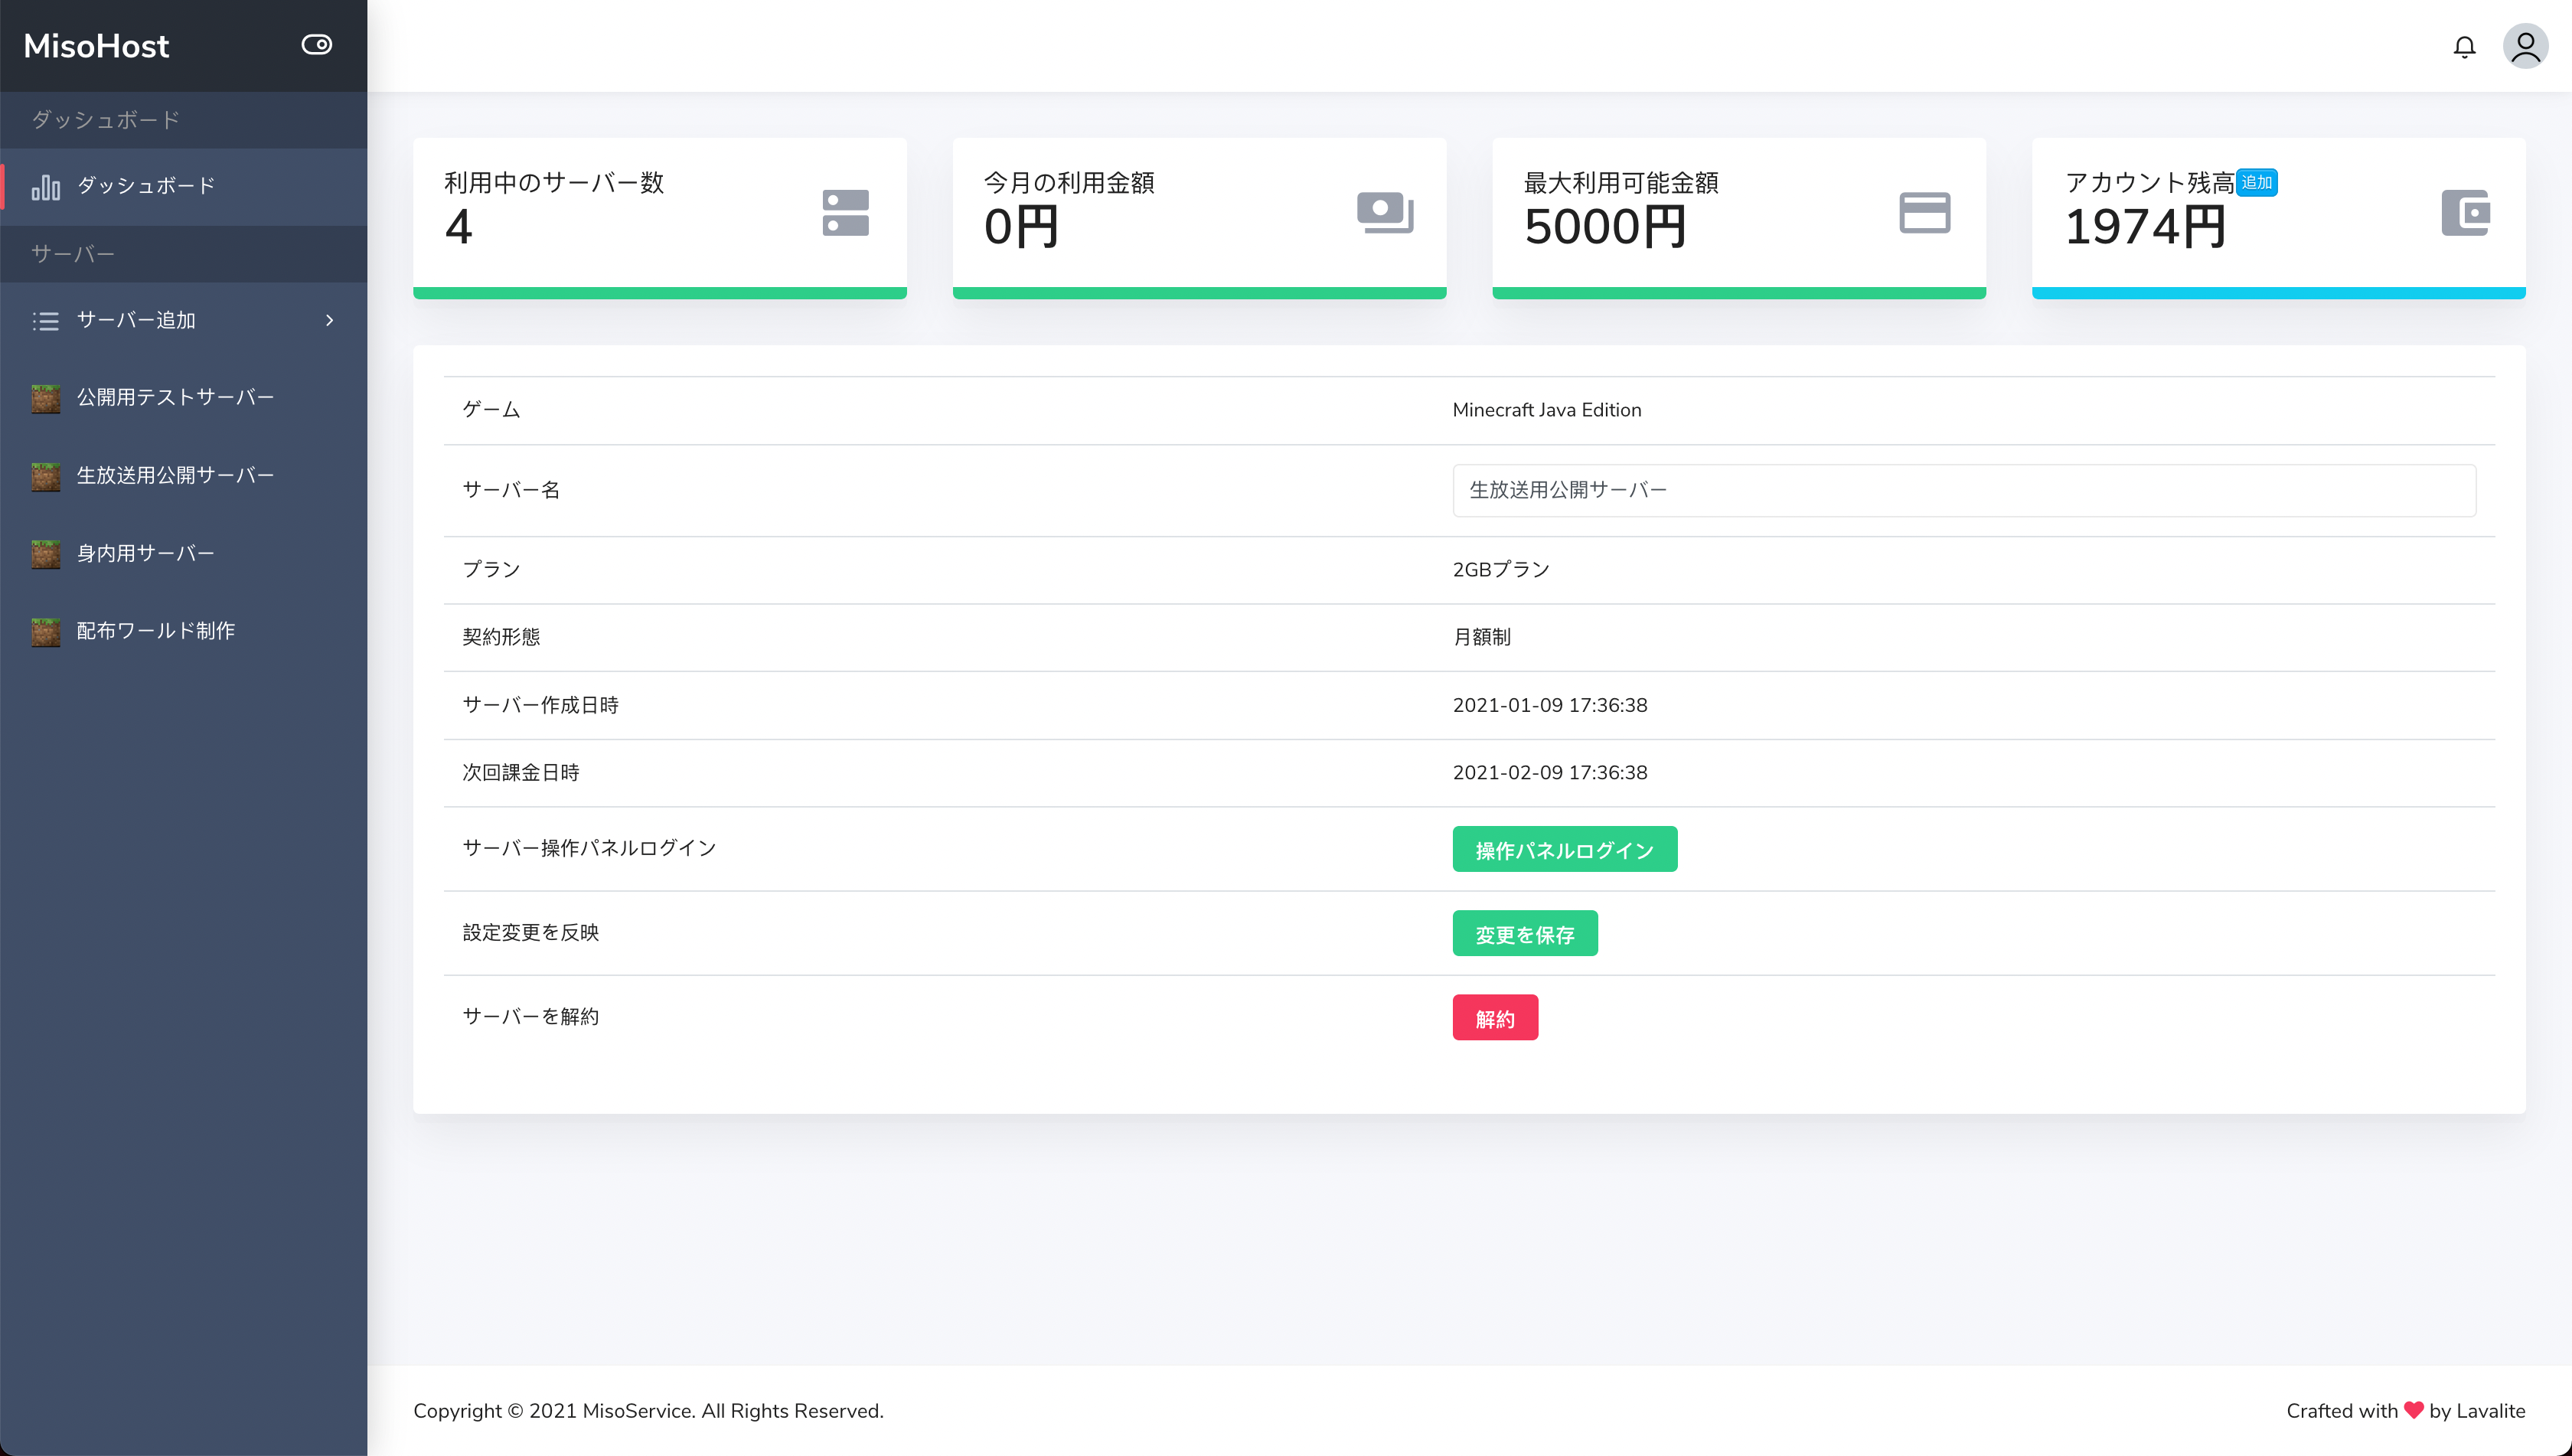 MisoHost
ダッシュボード
ダッシュボード
サーバー
サーバー追加
公開用テストサーバー
生放送用公開サーバー
身内用サーバー
配布ワールド制作
利用中のサーバー数
4
今月の利用金額
0円
最大利用可能金額
5000円
アカウント残高 追加
1974円
ゲーム Minecraft Java Edition
サーバー名 生放送用公開サーバー
プラン 2GBプラン
契約形態 月額制
サーバー作成日時 2021-01-09 17:36:38
次回課金日時 2021-02-09 17:36:38
サーバー操作パネルログイン 操作パネルログイン
設定変更を反映 変更を保存
サーバーを解約 解約
Copyright © 2021 MisoService. All Rights Reserved.
Crafted with ♥ by Lavalite